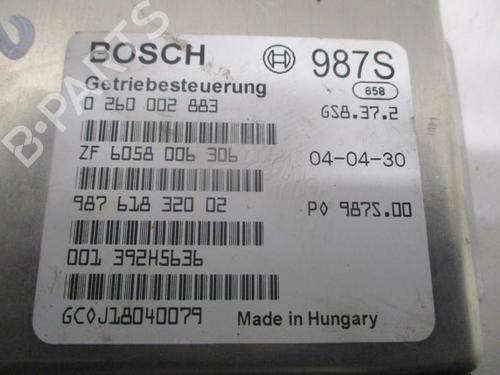 BOSCH 987S
Getriebesteuerung 658
0 260 002 883 GS8.37.2
ZF 6058 006 306 04-04-30
987 618 320 02 P0 987S.00
001 392H5636
GC0J18040079 Made in Hungary
B-PARTS